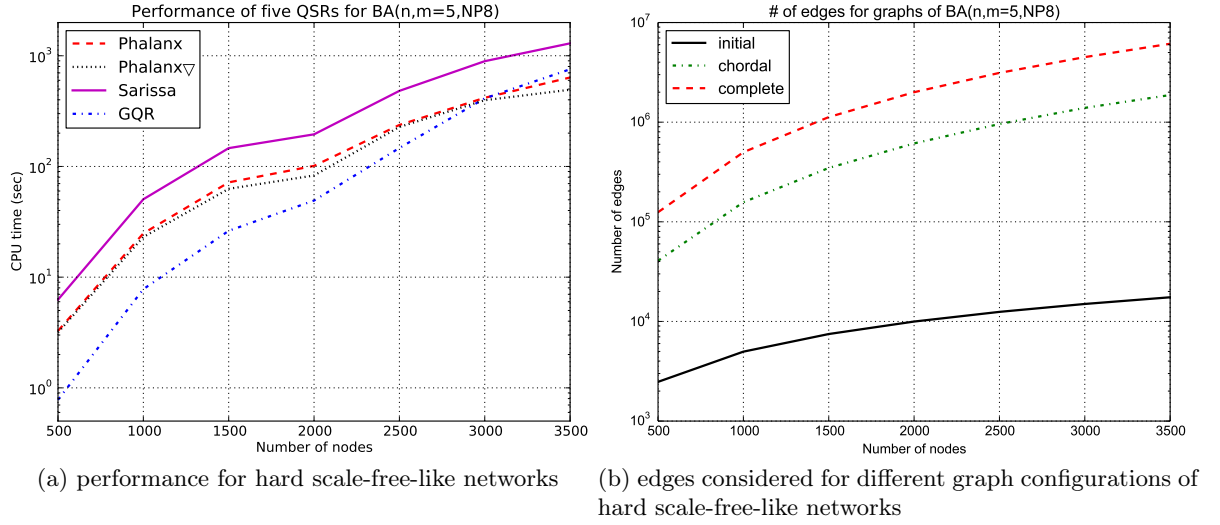 Performance of five QSRs for BA(n,m=5,NP8)
10³
10²
10¹
10⁰
CPU time (sec)
Phalanx
Phalanx▽
Sarissa
GQR
500 1000 1500 2000 2500 3000 3500
Number of nodes
(a) performance for hard scale-free-like networks
# of edges for graphs of BA(n,m=5,NP8)
10⁷
10⁶
10⁵
10⁴
10³
Number of edges
initial
chordal
complete
500 1000 1500 2000 2500 3000 3500
Number of nodes
(b) edges considered for different graph configurations of
hard scale-free-like networks